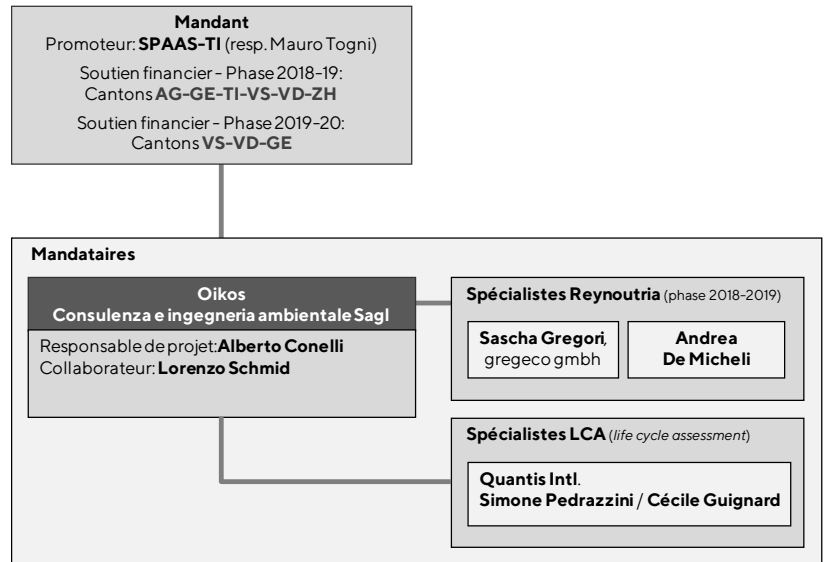 Mandant
Promoteur: SPAAS-TI (resp. Mauro Togni)
Soutien financier - Phase 2018-19:
Cantons AG-GE-TI-VS-VD-ZH
Soutien financier - Phase 2019-20:
Cantons VS-VD-GE
Mandataires
Oikos
Consulenza e ingegneria ambientale Sagl
Responsable de projet: Alberto Conelli
Collaborateur: Lorenzo Schmid
Spécialistes Reynoutria (phase 2018-2019)
Sascha Gregori,
gregeco gmbh
Andrea
De Micheli
Spécialistes LCA (life cycle assessment)
Quantis Intl.
Simone Pedrazzini / Cécile Guignard